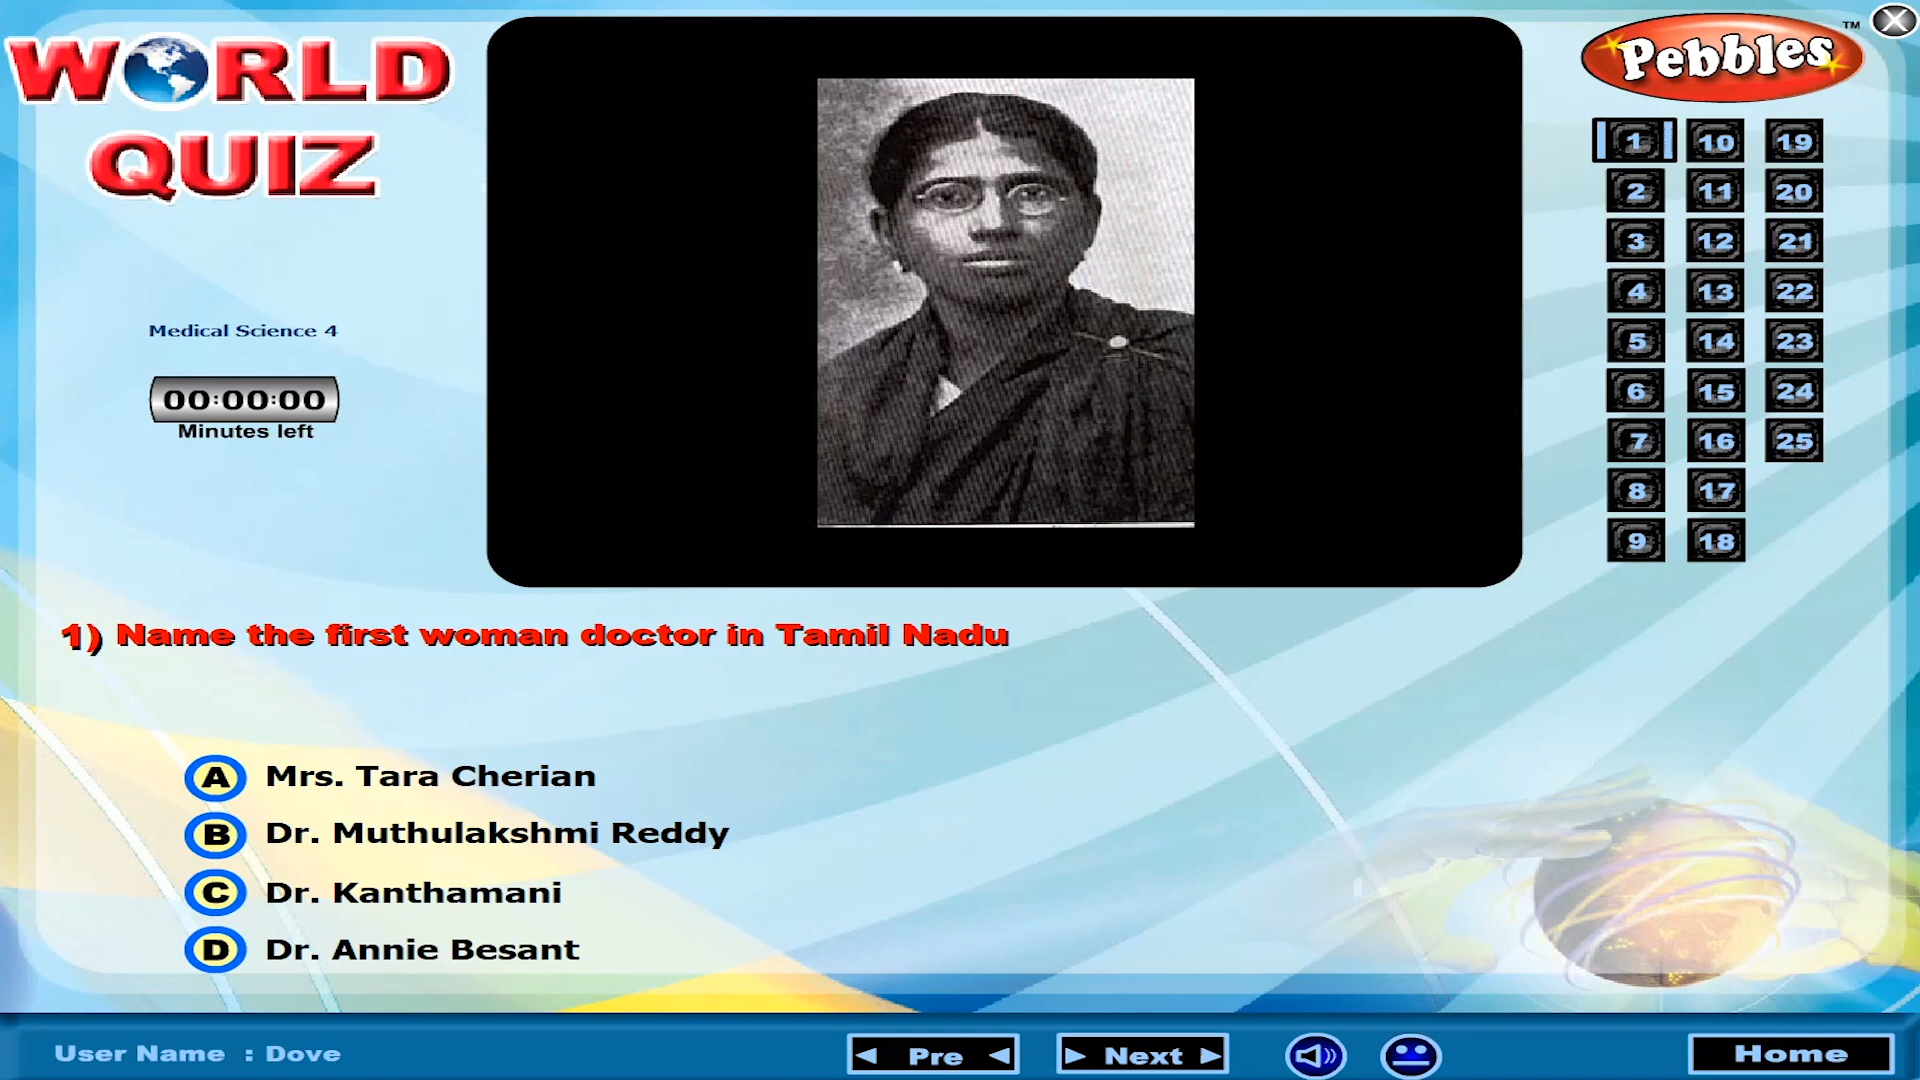 WORLD
QUIZ
Pebbles™
Medical Science 4
00:00:00
Minutes left
1 10 19
2 11 20
3 12 21
4 13 22
5 14 23
6 15 24
7 16 25
8 17
9 18
1) Name the first woman doctor in Tamil Nadu
A Mrs. Tara Cherian
B Dr. Muthulakshmi Reddy
C Dr. Kanthamani
D Dr. Annie Besant
User Name : Dove
Pre
Next
Home